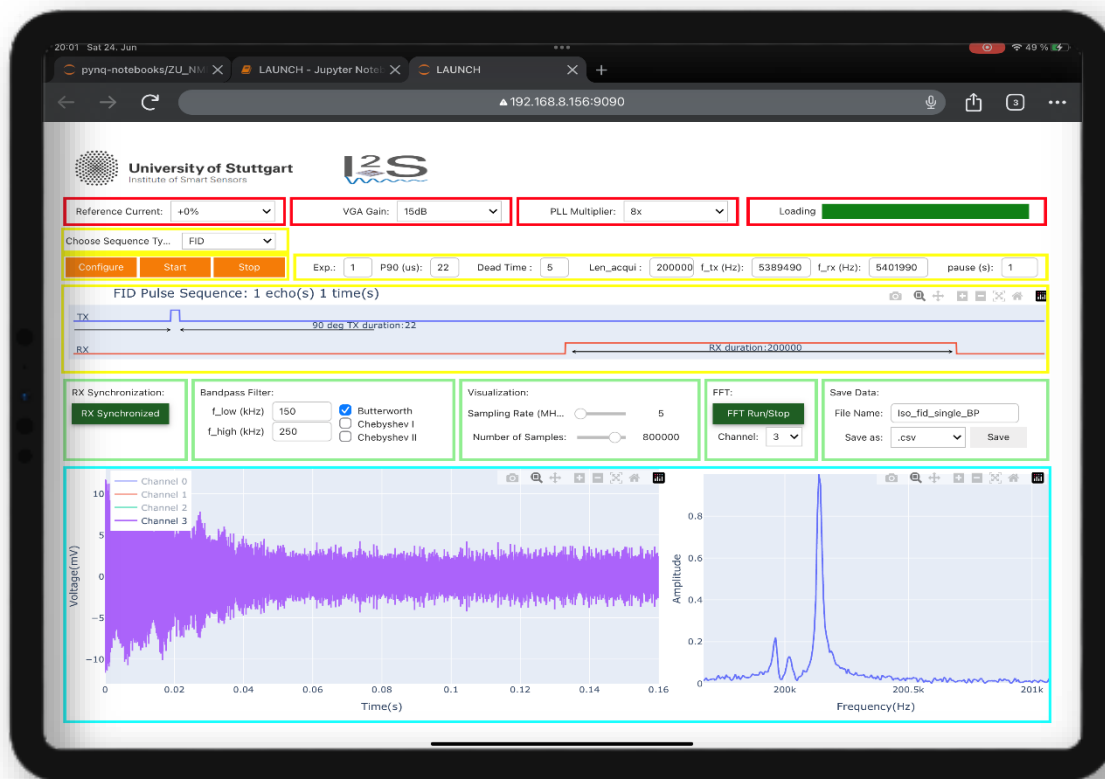 20:01 Sat 24. Jun
49 %
pynq-notebooks/ZU_NM
LAUNCH - Jupyter Note
LAUNCH
192.168.8.156:9090
3
University of Stuttgart
Institute of Smart Sensors
I2S
Reference Current: +0%
VGA Gain: 15dB
PLL Multiplier: 8x
Loading
Choose Sequence Ty... FID
Configure Start Stop
Exp.: 1 P90 (us): 22 Dead Time : 5 Len_acqui : 200000 f_tx (Hz): 5389490 f_rx (Hz): 5401990 pause (s): 1
FID Pulse Sequence: 1 echo(s) 1 time(s)
TX
90 deg TX duration:22
RX
RX duration:200000
RX Synchronization:
RX Synchronized
Bandpass Filter:
f_low (kHz) 150
f_high (kHz) 250
Butterworth
Chebyshev I
Chebyshev II
Visualization:
Sampling Rate (MH... 5
Number of Samples: 800000
FFT:
FFT Run/Stop
Channel: 3
Save Data:
File Name: Iso_fid_single_BP
Save as: .csv Save
Channel 0
Channel 1
Channel 2
Channel 3
10
5
0
−5
−10
Voltage(mV)
0 0.02 0.04 0.06 0.08 0.1 0.12 0.14 0.16
Time(s)
0.8
0.6
0.4
0.2
0
Amplitude
200k 200.5k 201k
Frequency(Hz)